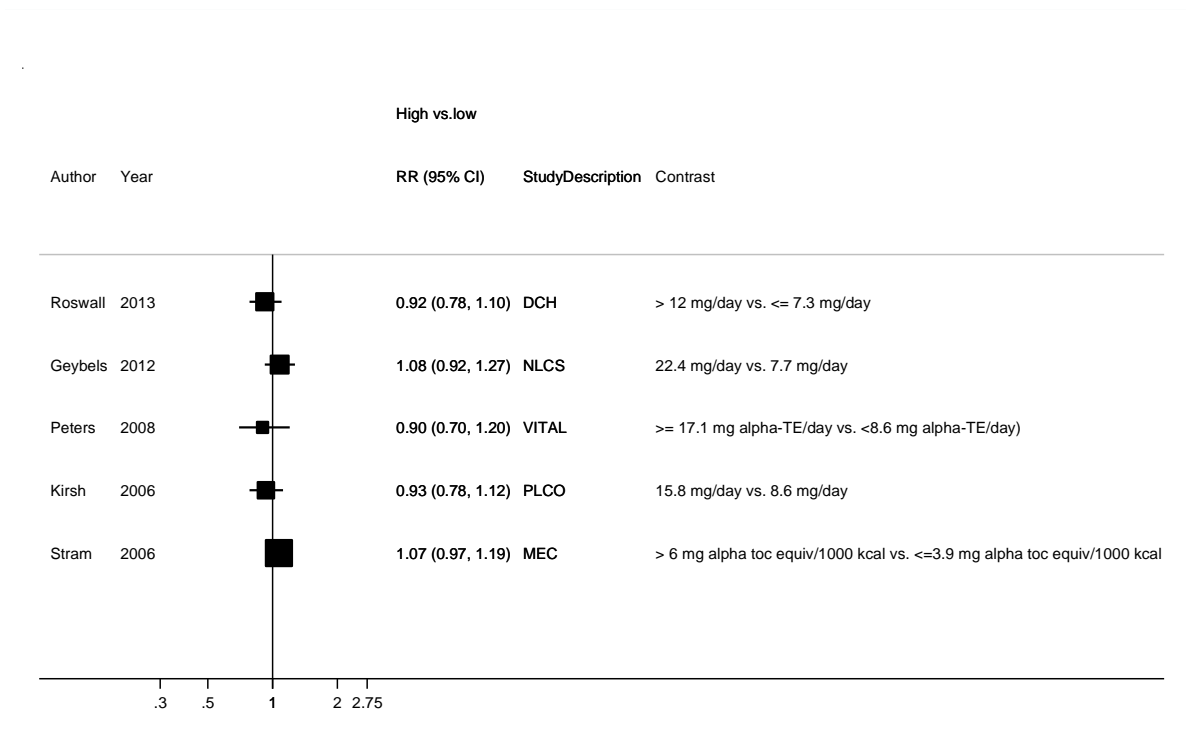 .
High vs.low
Author Year RR (95% CI) StudyDescription Contrast
Roswall 2013 0.92 (0.78, 1.10) DCH > 12 mg/day vs. <= 7.3 mg/day
Geybels 2012 1.08 (0.92, 1.27) NLCS 22.4 mg/day vs. 7.7 mg/day
Peters 2008 0.90 (0.70, 1.20) VITAL >= 17.1 mg alpha-TE/day vs. <8.6 mg alpha-TE/day)
Kirsh 2006 0.93 (0.78, 1.12) PLCO 15.8 mg/day vs. 8.6 mg/day
Stram 2006 1.07 (0.97, 1.19) MEC > 6 mg alpha toc equiv/1000 kcal vs. <=3.9 mg alpha toc equiv/1000 kcal
.3 .5 1 2 2.75